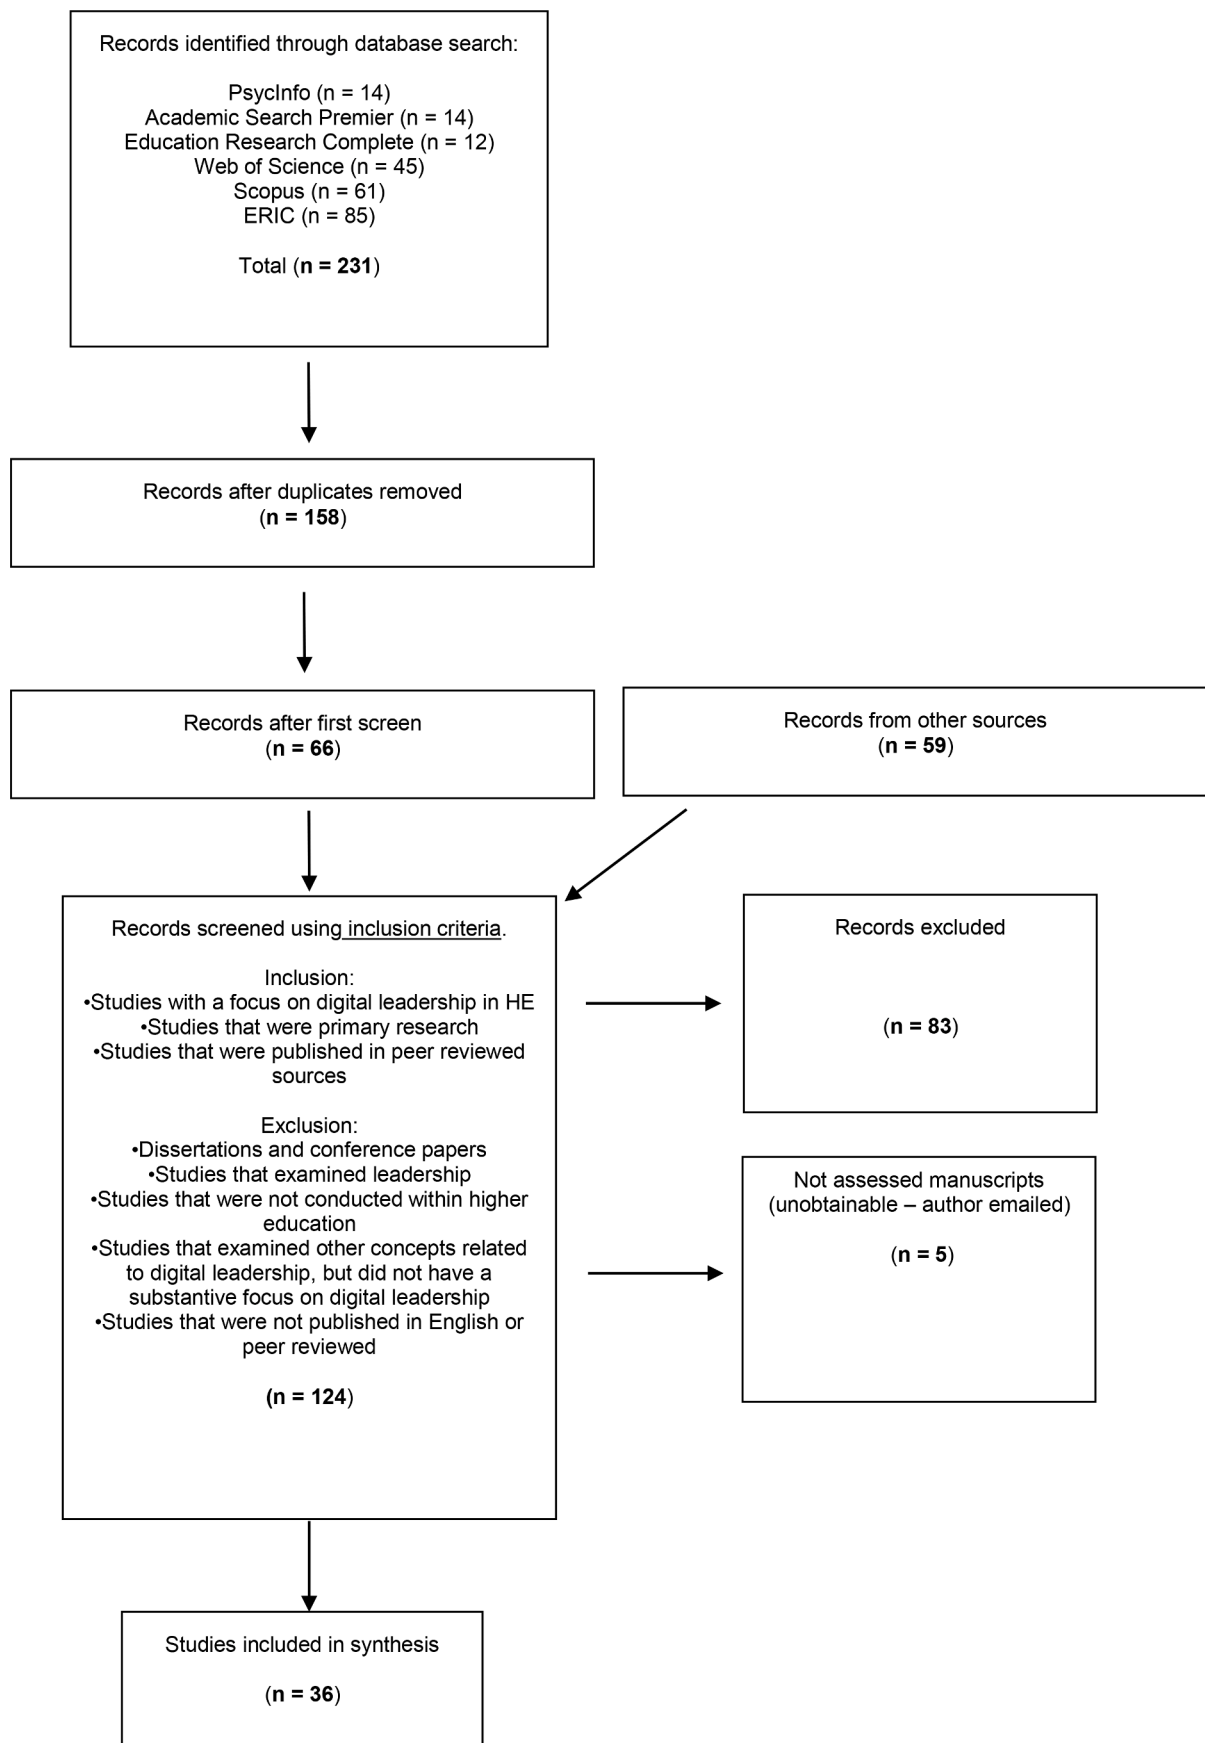 Records identified through database search:
PsycInfo (n = 14)
Academic Search Premier (n = 14)
Education Research Complete (n = 12)
Web of Science (n = 45)
Scopus (n = 61)
ERIC (n = 85)
Total (n = 231)
Records after duplicates removed
(n = 158)
Records after first screen
(n = 66)
Records from other sources
(n = 59)
Records screened using inclusion criteria.
Inclusion:
•Studies with a focus on digital leadership in HE
•Studies that were primary research
•Studies that were published in peer reviewed
sources
Exclusion:
•Dissertations and conference papers
•Studies that examined leadership
•Studies that were not conducted within higher
education
•Studies that examined other concepts related
to digital leadership, but did not have a
substantive focus on digital leadership
•Studies that were not published in English or
peer reviewed
(n = 124)
Records excluded
(n = 83)
Not assessed manuscripts
(unobtainable – author emailed)
(n = 5)
Studies included in synthesis
(n = 36)